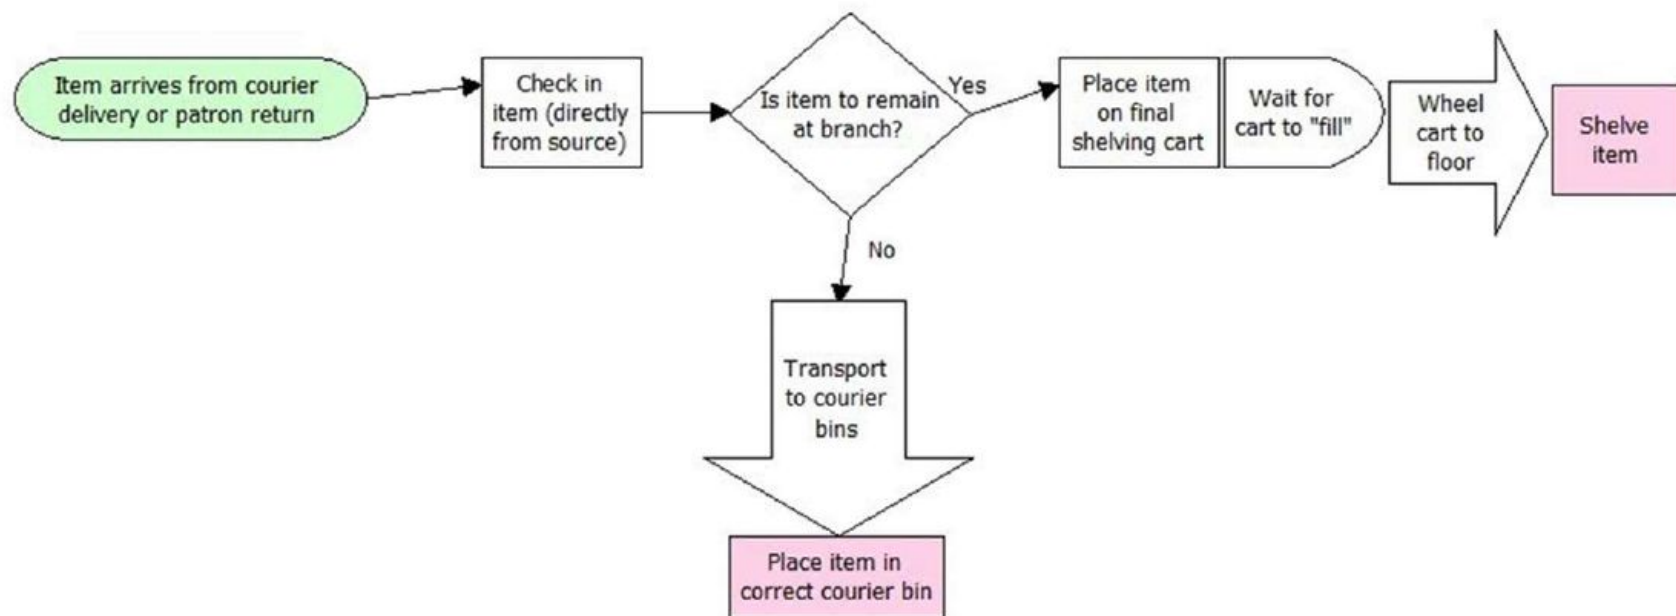 Item arrives from courier
delivery or patron return
Check in
item (directly
from source)
Is item to remain
at branch?
Yes
Place item
on final
shelving cart
Wait for
cart to "fill"
Wheel
cart to
floor
Shelve
item
No
Transport
to courier
bins
Place item in
correct courier bin